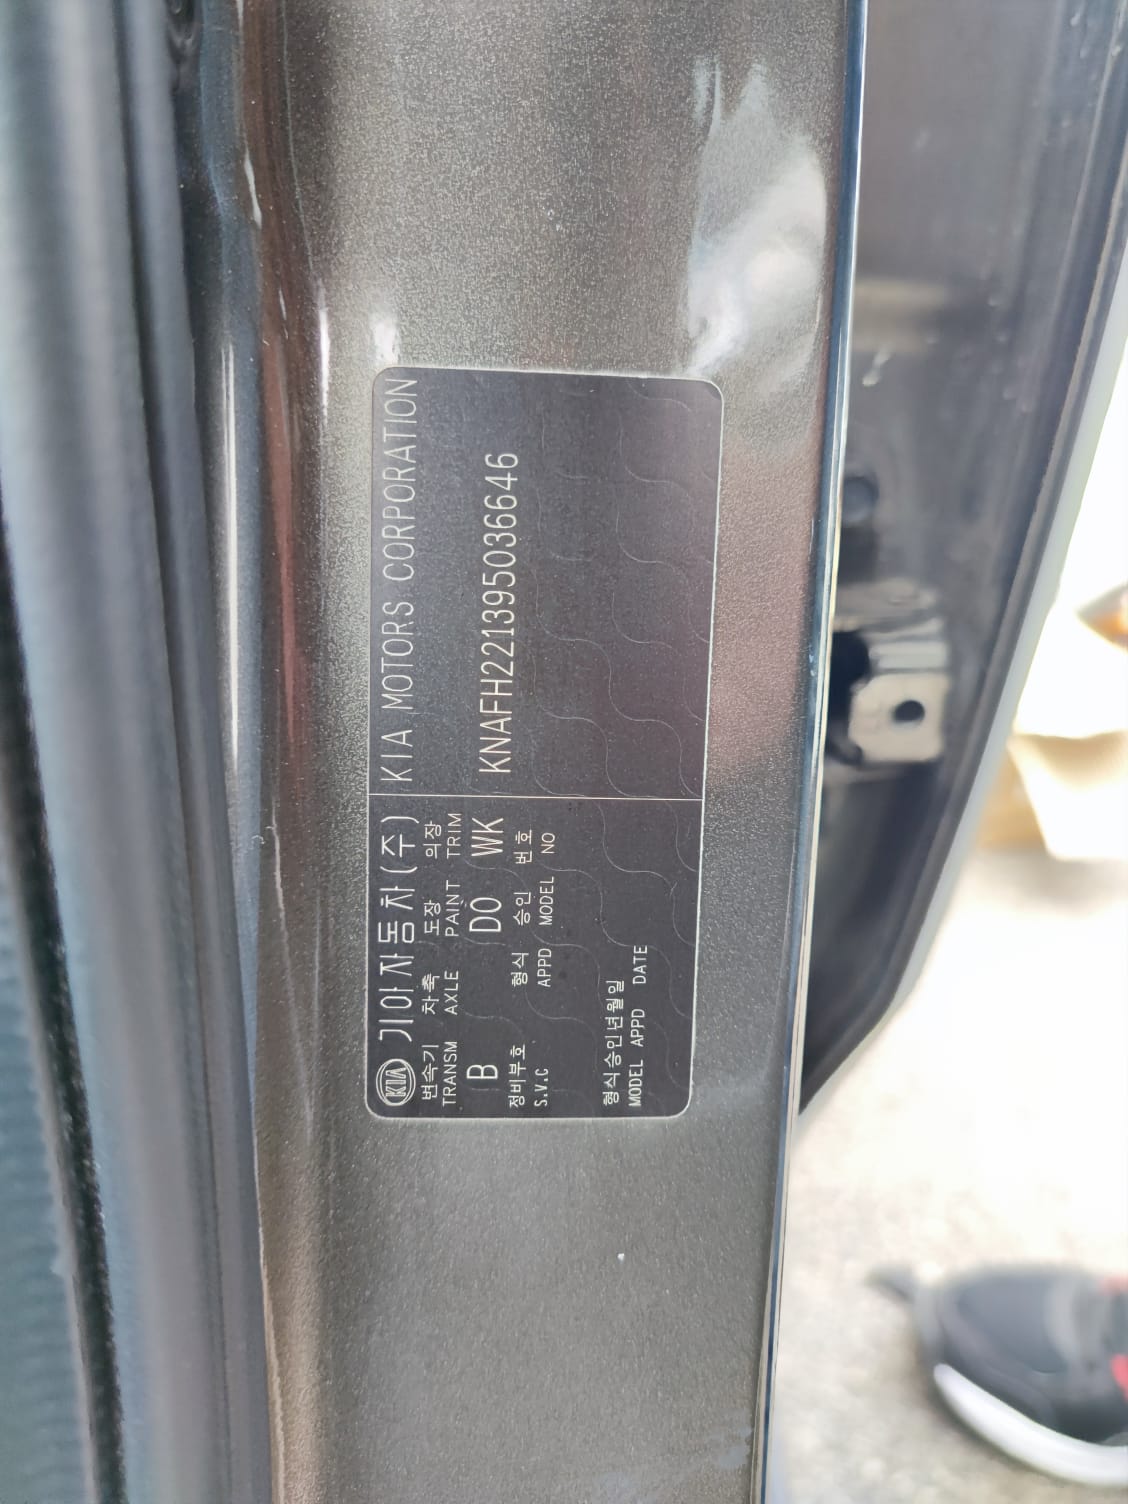 KIA 기아자동차(주) KIA MOTORS CORPORATION
변속기 차축 도장 의장
TRANSM AXLE PAINT TRIM
B D0 WK KNAFH221395036646
정비부호 형식 승인 번호
S.V.C APPD MODEL NO
형식승인년월일
MODEL APPD DATE